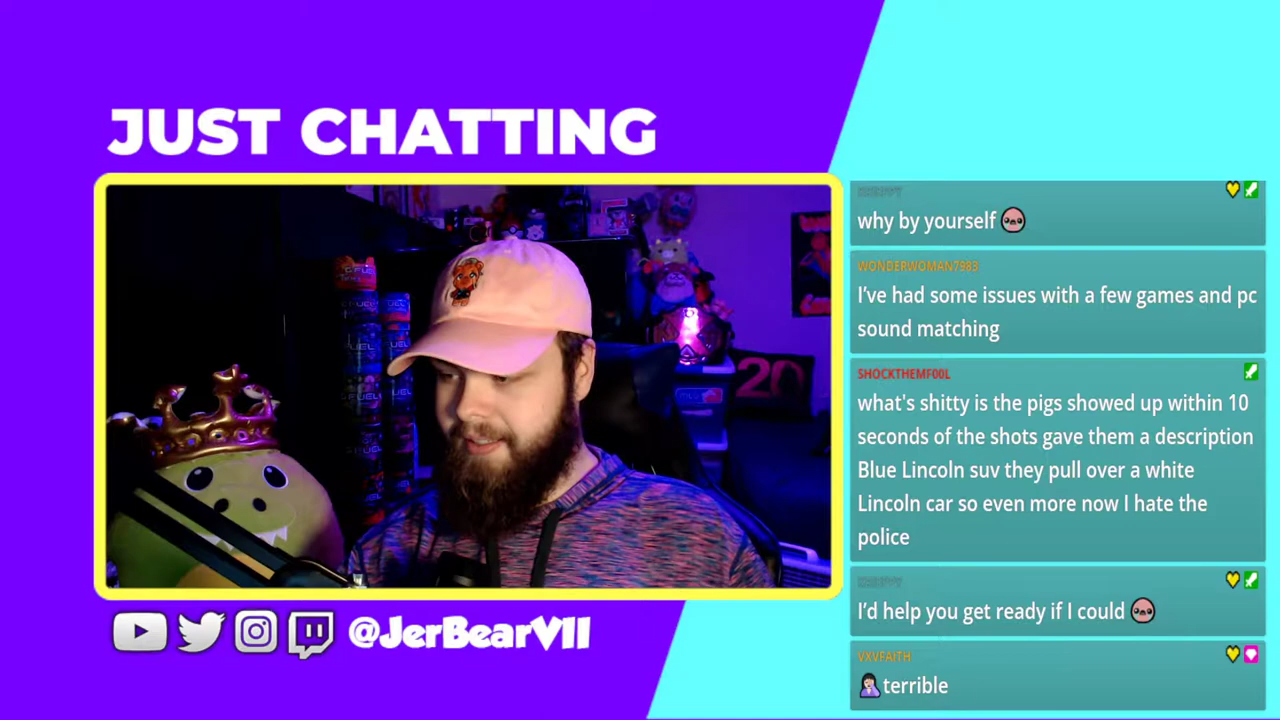 JUST CHATTING
why by yourself
WONDERWOMAN7983
I've had some issues with a few games and pc
sound matching
SHOCKTHEMF00L
what's shitty is the pigs showed up within 10
seconds of the shots gave them a description
Blue Lincoln suv they pull over a white
Lincoln car so even more now I hate the
police
I'd help you get ready if I could
VXVFAITH
terrible
G FUEL
FUEL
20
@JerBearVII